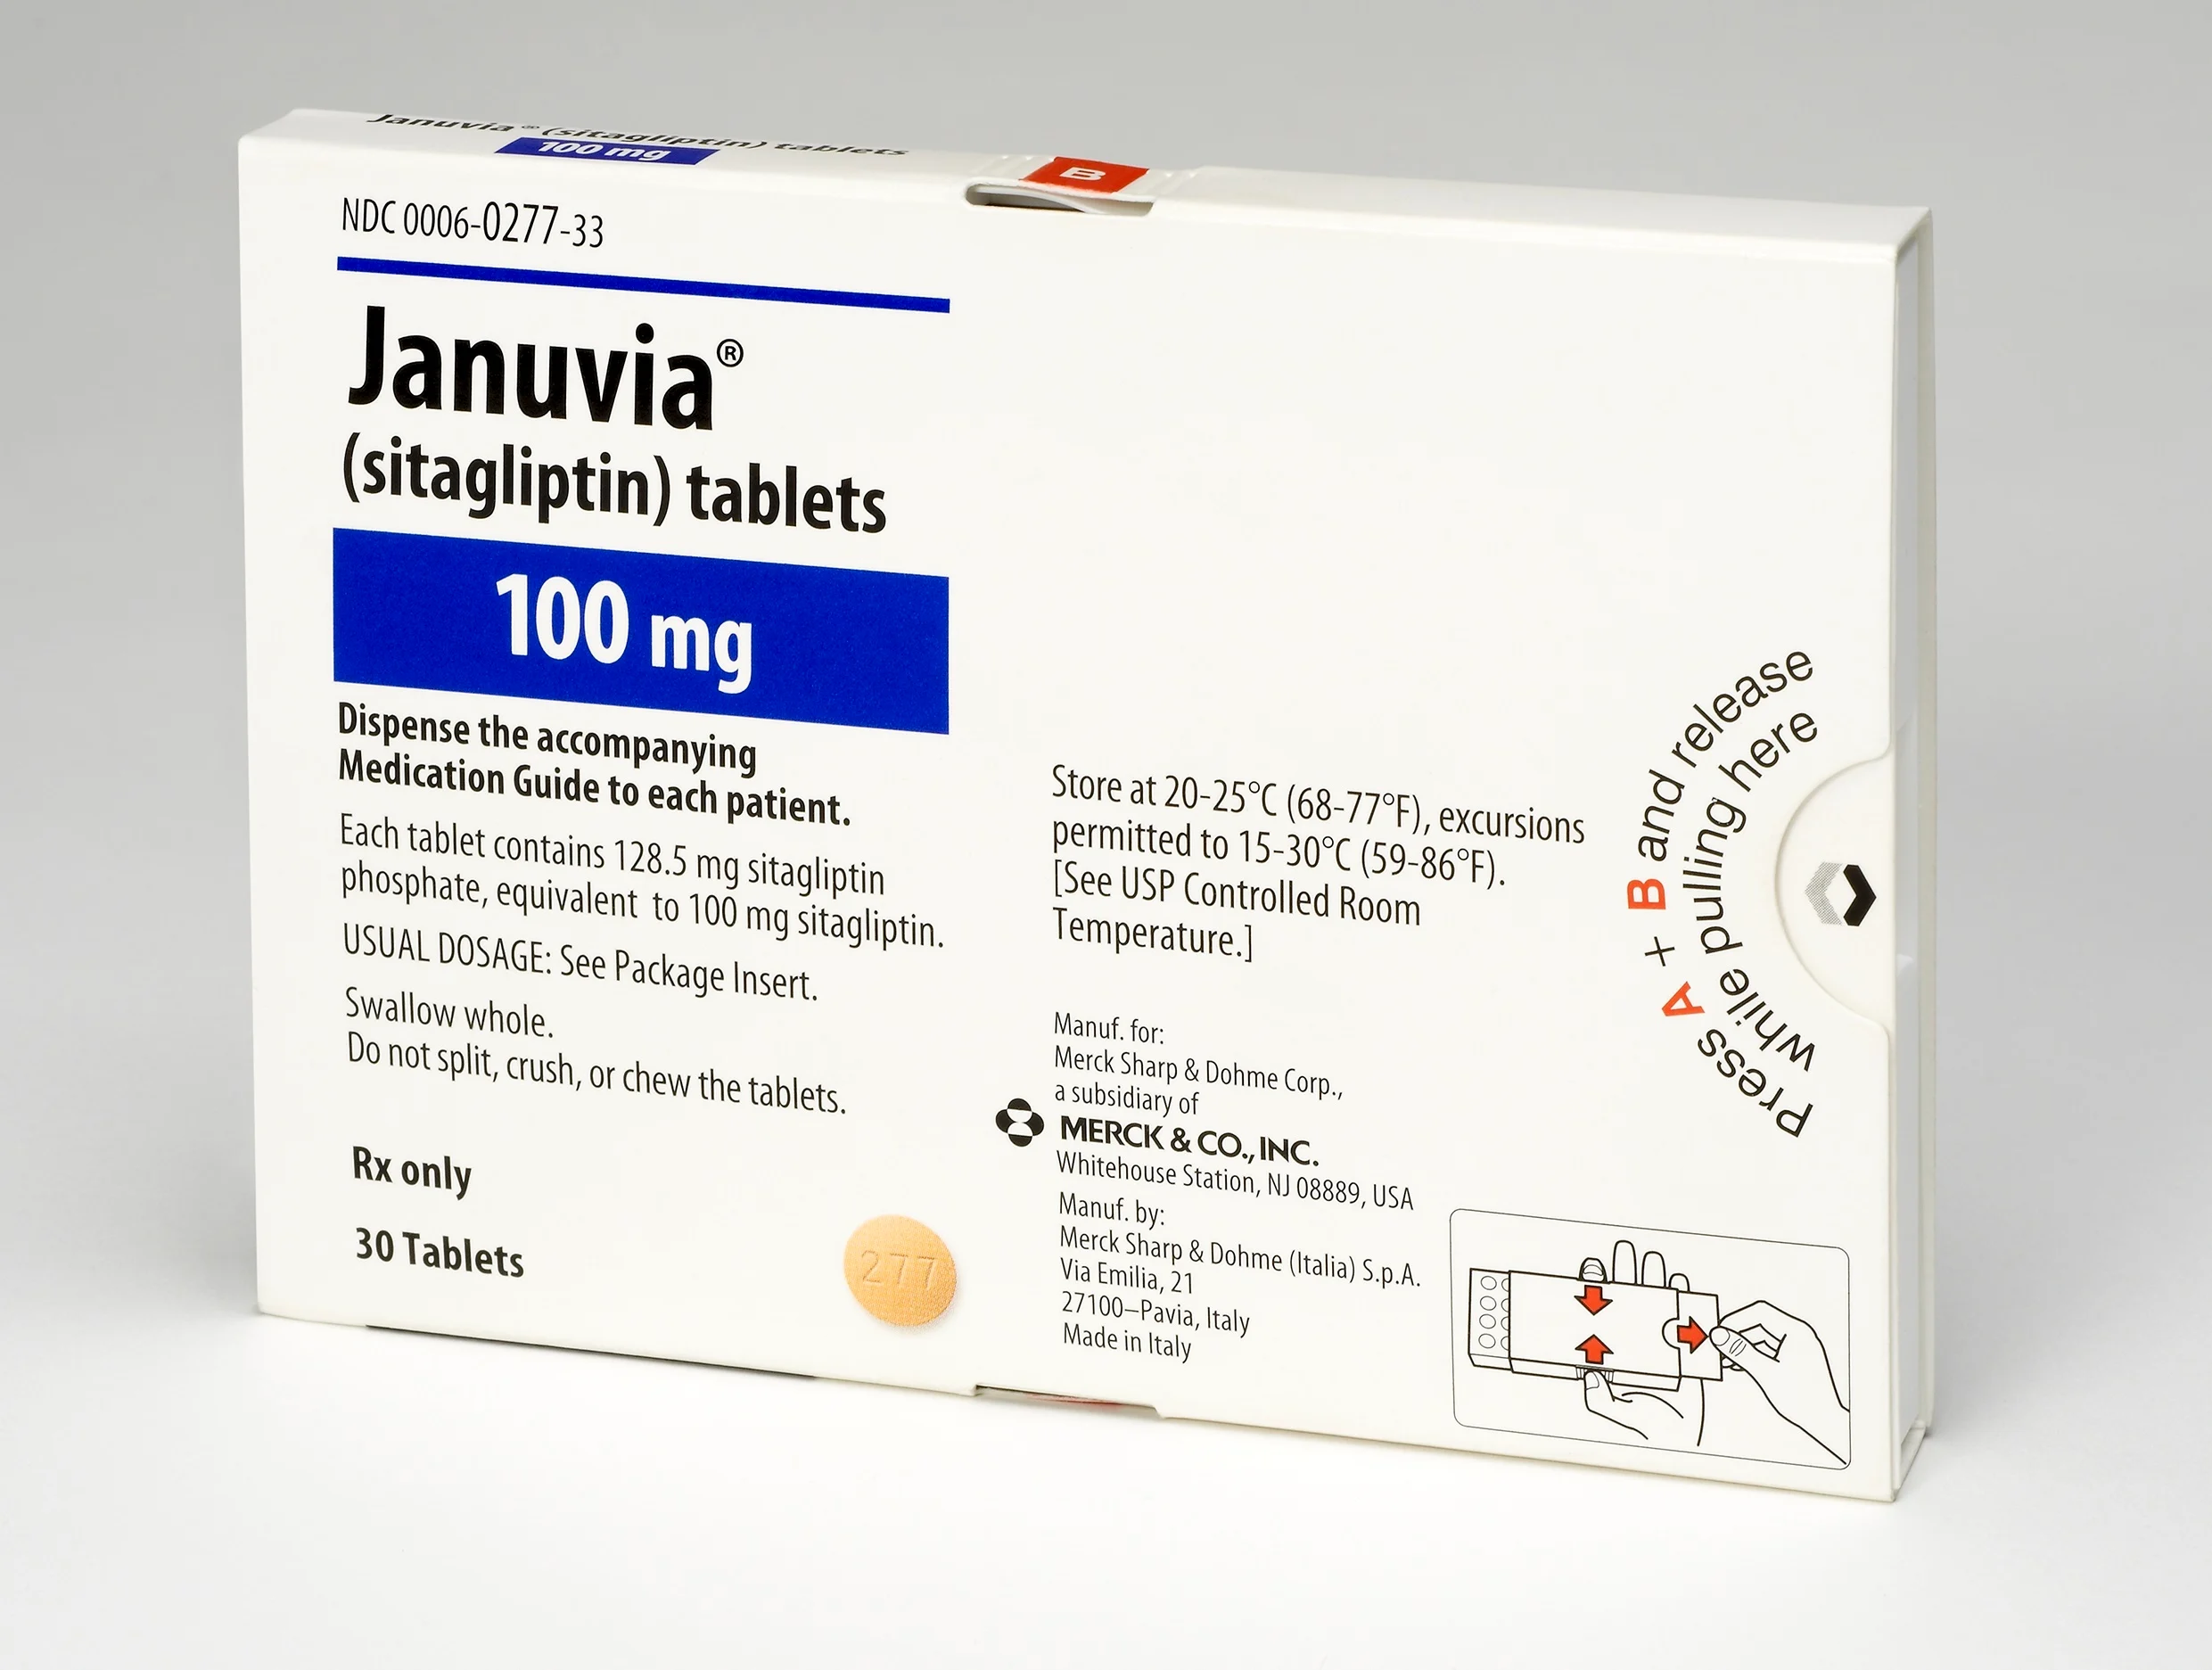 Januvia® (sitagliptin) tablets
100 mg
B
NDC 0006-0277-33
Januvia®
(sitagliptin) tablets
100 mg
Dispense the accompanying
Medication Guide to each patient.
Each tablet contains 128.5 mg sitagliptin
phosphate, equivalent to 100 mg sitagliptin.
USUAL DOSAGE: See Package Insert.
Swallow whole.
Do not split, crush, or chew the tablets.
Rx only
30 Tablets
277
Store at 20-25°C (68-77°F), excursions
permitted to 15-30°C (59-86°F).
[See USP Controlled Room
Temperature.]
Manuf. for:
Merck Sharp & Dohme Corp.,
a subsidiary of
MERCK & CO., INC.
Whitehouse Station, NJ 08889, USA
Manuf. by:
Merck Sharp & Dohme (Italia) S.p.A.
Via Emilia, 21
27100–Pavia, Italy
Made in Italy
Press A + B and release
while pulling here